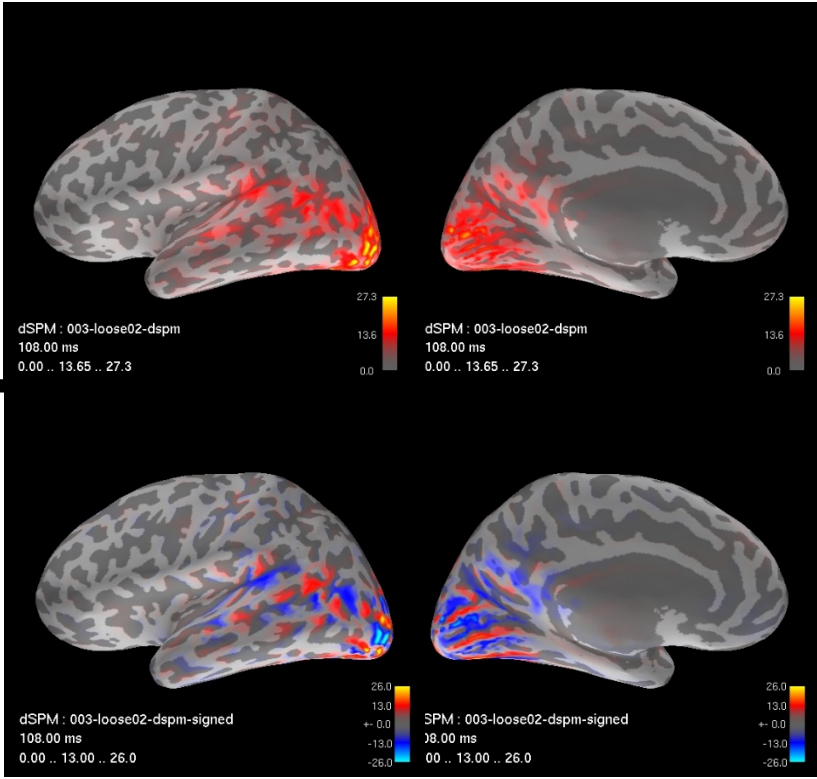 27.3
13.6
0.0
dSPM : 003-loose02-dspm
108.00 ms
0.00 .. 13.65 .. 27.3
27.3
13.6
0.0
dSPM : 003-loose02-dspm
108.00 ms
0.00 .. 13.65 .. 27.3
26.0
13.0
+- 0.0
-13.0
-26.0
dSPM : 003-loose02-dspm-signed
108.00 ms
0.00 .. 13.00 .. 26.0
26.0
13.0
+- 0.0
-13.0
-26.0
SPM : 003-loose02-dspm-signed
08.00 ms
00 .. 13.00 .. 26.0